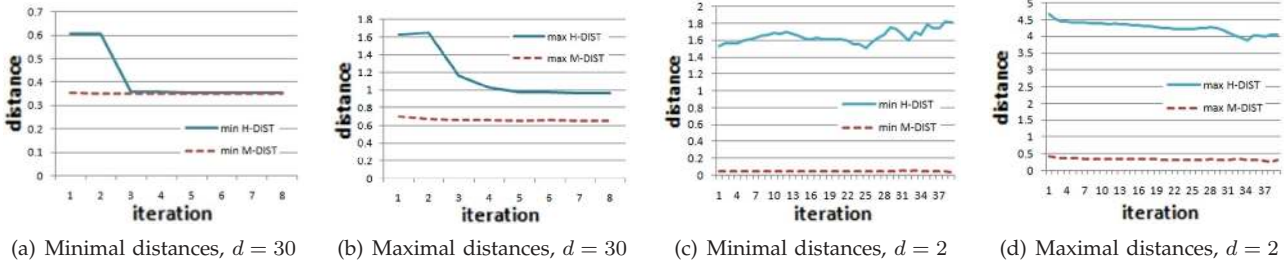 0.7
0.6
0.5
0.4
0.3
0.2
0.1
0
distance
min H-DIST
min M-DIST
1 2 3 4 5 6 7 8
iteration
(a) Minimal distances, d = 30
1.8
1.6
1.4
1.2
1
0.8
0.6
0.4
0.2
0
distance
max H-DIST
max M-DIST
1 2 3 4 5 6 7 8
iteration
(b) Maximal distances, d = 30
2
1.8
1.6
1.4
1.2
1
0.8
0.6
0.4
0.2
0
distance
min H-DIST
min M-DIST
1 4 7 10 13 16 19 22 25 28 31 34 37
iteration
(c) Minimal distances, d = 2
5
4.5
4
3.5
3
2.5
2
1.5
1
0.5
0
distance
max H-DIST
max M-DIST
1 4 7 10 13 16 19 22 25 28 31 34 37
iteration
(d) Maximal distances, d = 2